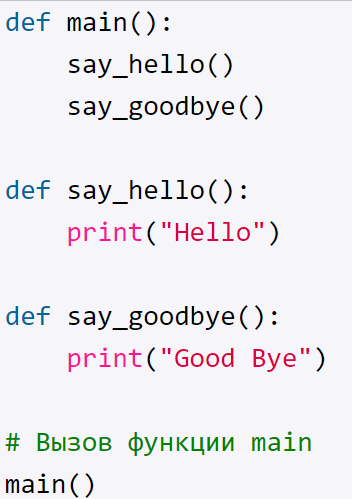 def main():
    say_hello()
    say_goodbye()

def say_hello():
    print("Hello")

def say_goodbye():
    print("Good Bye")

# Вызов функции main
main()